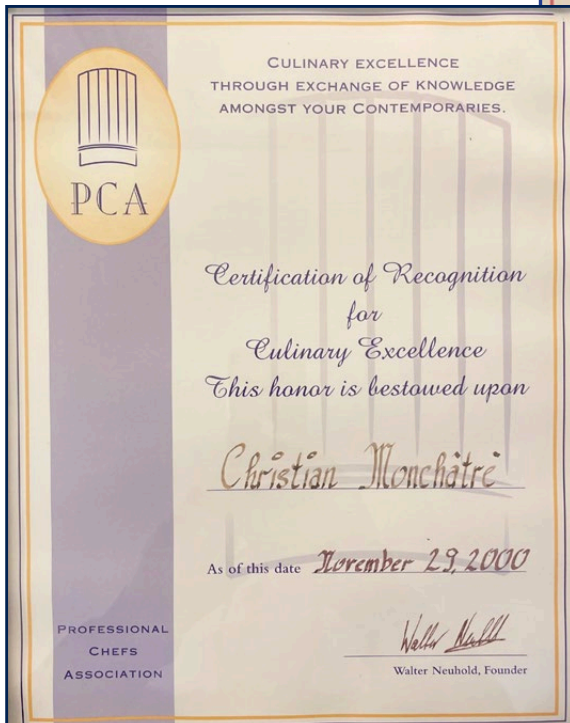 PCA
CULINARY EXCELLENCE
THROUGH EXCHANGE OF KNOWLEDGE
AMONGST YOUR CONTEMPORARIES.
Certification of Recognition
for
Culinary Excellence
This honor is bestowed upon
Christian Monchâtrè
As of this date November 29, 2000
Walter Neuhold, Founder
PROFESSIONAL
CHEFS
ASSOCIATION